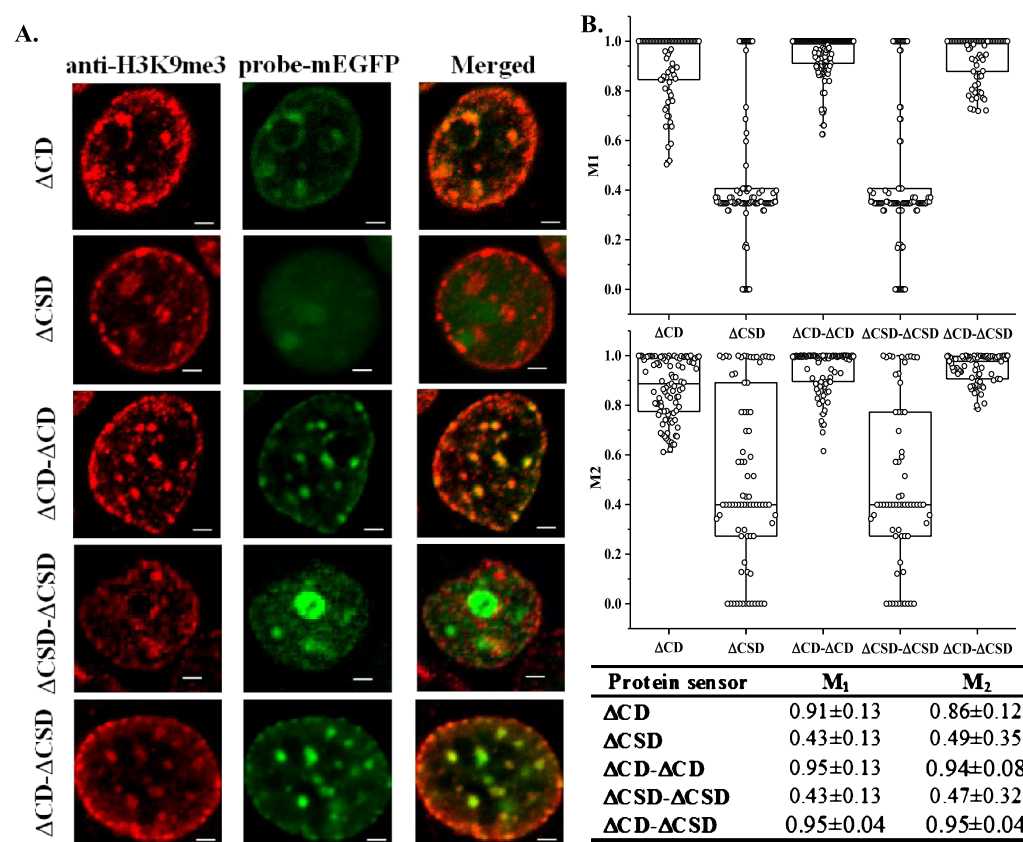 A.
anti-H3K9me3 probe-mEGFP Merged
ΔCD
ΔCSD
ΔCD-ΔCD
ΔCSD-ΔCSD
ΔCD-ΔCSD
B.
M1
1.0
0.8
0.6
0.4
0.2
0.0
ΔCD ΔCSD ΔCD-ΔCD ΔCSD-ΔCSD ΔCD-ΔCSD
M2
1.0
0.8
0.6
0.4
0.2
0.0
ΔCD ΔCSD ΔCD-ΔCD ΔCSD-ΔCSD ΔCD-ΔCSD
Protein sensor M₁ M₂
ΔCD 0.91±0.13 0.86±0.12
ΔCSD 0.43±0.13 0.49±0.35
ΔCD-ΔCD 0.95±0.13 0.94±0.08
ΔCSD-ΔCSD 0.43±0.13 0.47±0.32
ΔCD-ΔCSD 0.95±0.04 0.95±0.04